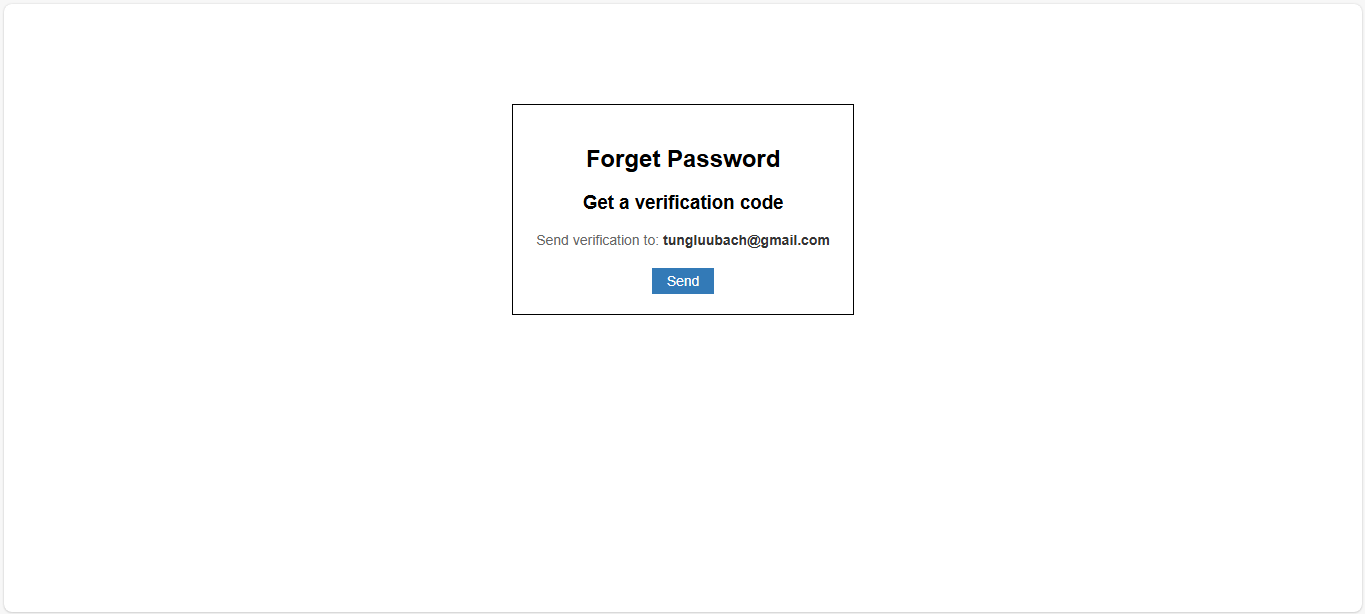 Forget Password
Get a verification code
Send verification to: tungluubach@gmail.com
Send